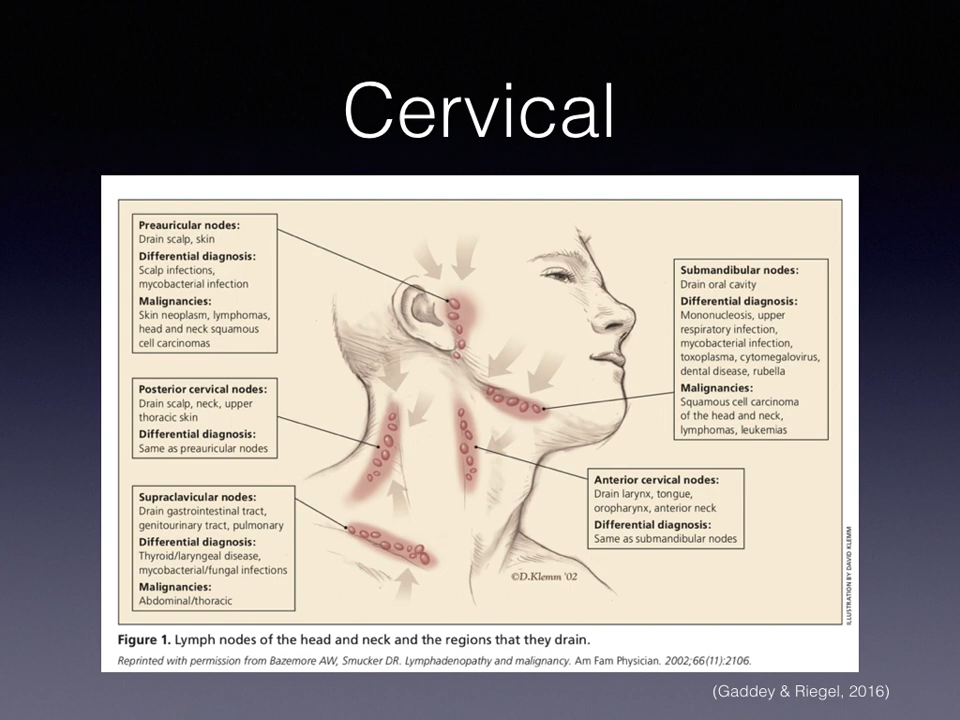 Cervical
Preauricular nodes:
Drain scalp, skin
Differential diagnosis:
Scalp infections,
mycobacterial infection
Malignancies:
Skin neoplasm, lymphomas,
head and neck squamous
cell carcinomas
Posterior cervical nodes:
Drain scalp, neck, upper
thoracic skin
Differential diagnosis:
Same as preauricular nodes
Supraclavicular nodes:
Drain gastrointestinal tract,
genitourinary tract, pulmonary
Differential diagnosis:
Thyroid/laryngeal disease,
mycobacterial/fungal infections
Malignancies:
Abdominal/thoracic
Submandibular nodes:
Drain oral cavity
Differential diagnosis:
Mononucleosis, upper
respiratory infection,
mycobacterial infection,
toxoplasma, cytomegalovirus,
dental disease, rubella
Malignancies:
Squamous cell carcinoma
of the head and neck,
lymphomas, leukemias
Anterior cervical nodes:
Drain larynx, tongue,
oropharynx, anterior neck
Differential diagnosis:
Same as submandibular nodes
©D.Klemm '02
ILLUSTRATION BY DAVID KLEMM
Figure 1. Lymph nodes of the head and neck and the regions that they drain.
Reprinted with permission from Bazemore AW, Smucker DR. Lymphadenopathy and malignancy. Am Fam Physician. 2002;66(11):2106.
(Gaddey & Riegel, 2016)